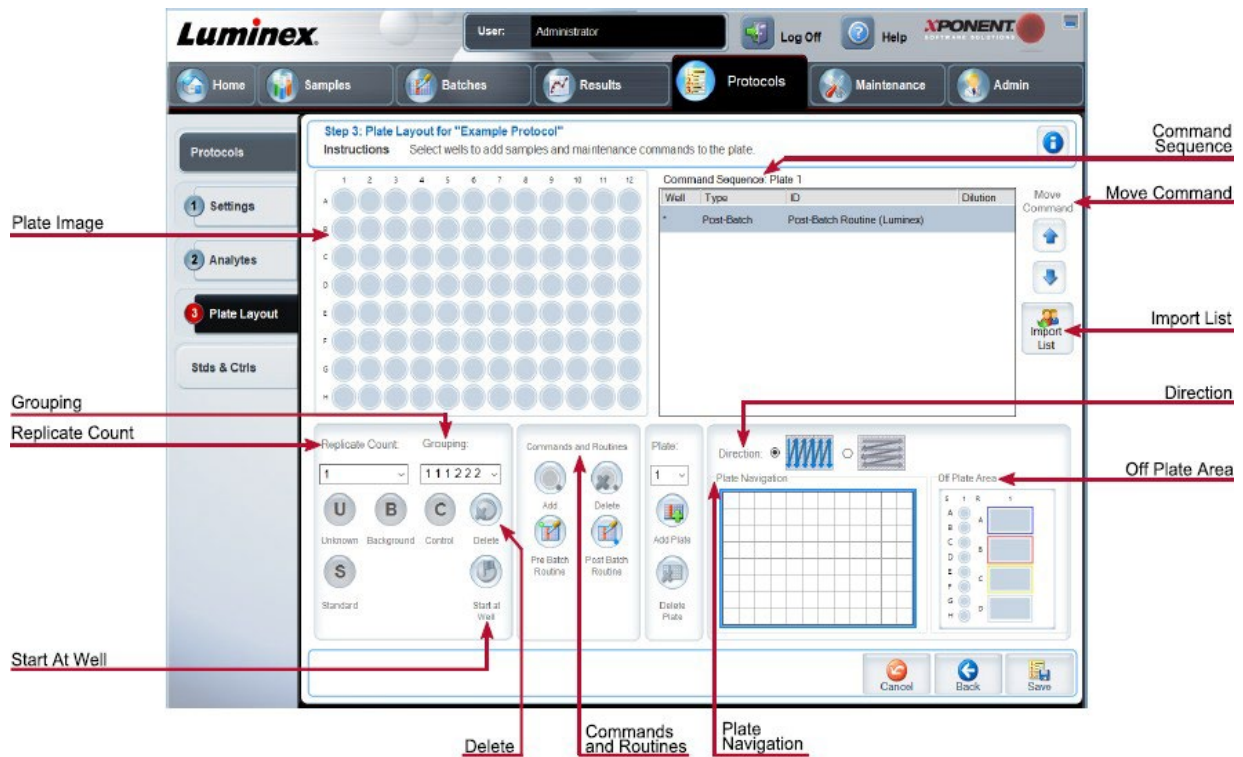 Luminex.
User:
Administrator
Log Off
Help
XPONENT
SOFTWARE SOLUTIONS
Home
Samples
Batches
Results
Protocols
Maintenance
Admin
Protocols
1 Settings
2 Analytes
3 Plate Layout
Stds & Ctrls
Step 3: Plate Layout for "Example Protocol"
Instructions Select wells to add samples and maintenance commands to the plate.
1 2 3 4 5 6 7 8 9 10 11 12
A
B
C
D
E
F
G
H
Command Sequence: Plate 1
Well Type ID Dilution
* Post-Batch Post-Batch Routine (Luminex)
Move
Command
Import
List
Replicate Count:
1
Grouping:
111222
U
B
C
Unknown
Background
Control
Delete
S
Standard
Start at
Well
Commands and Routines
Add
Delete
Pre Batch
Routine
Post Batch
Routine
Plate:
1
Add Plate
Delete
Plate
Direction:
Plate Navigation
Off Plate Area
S 1 R 1
A
B
C
D
E
F
G
H
A
B
C
D
Cancel
Back
Save
Plate Image
Grouping
Replicate Count
Start At Well
Delete
Commands
and Routines
Plate
Navigation
Command
Sequence
Move Command
Import List
Direction
Off Plate Area